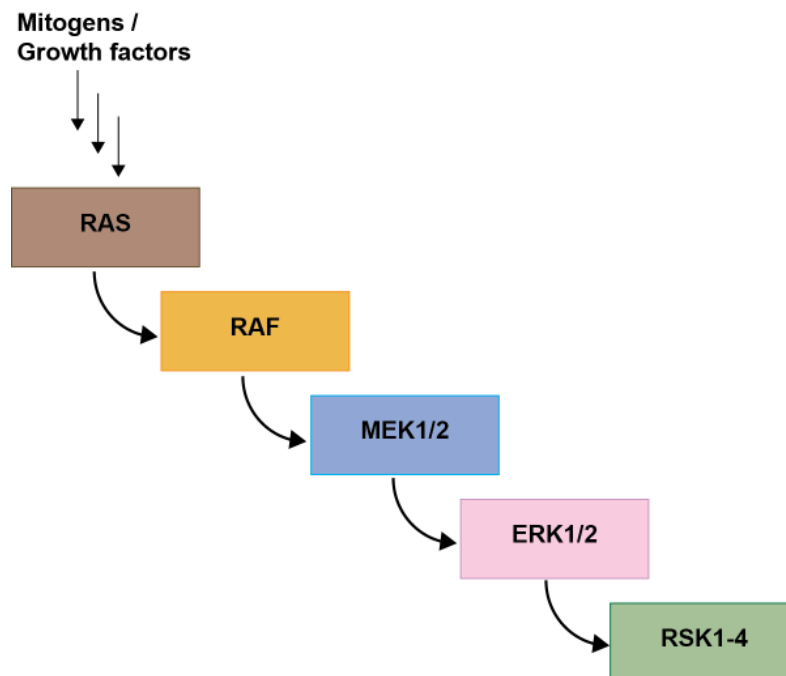 Mitogens /
Growth factors
RAS
RAF
MEK1/2
ERK1/2
RSK1-4